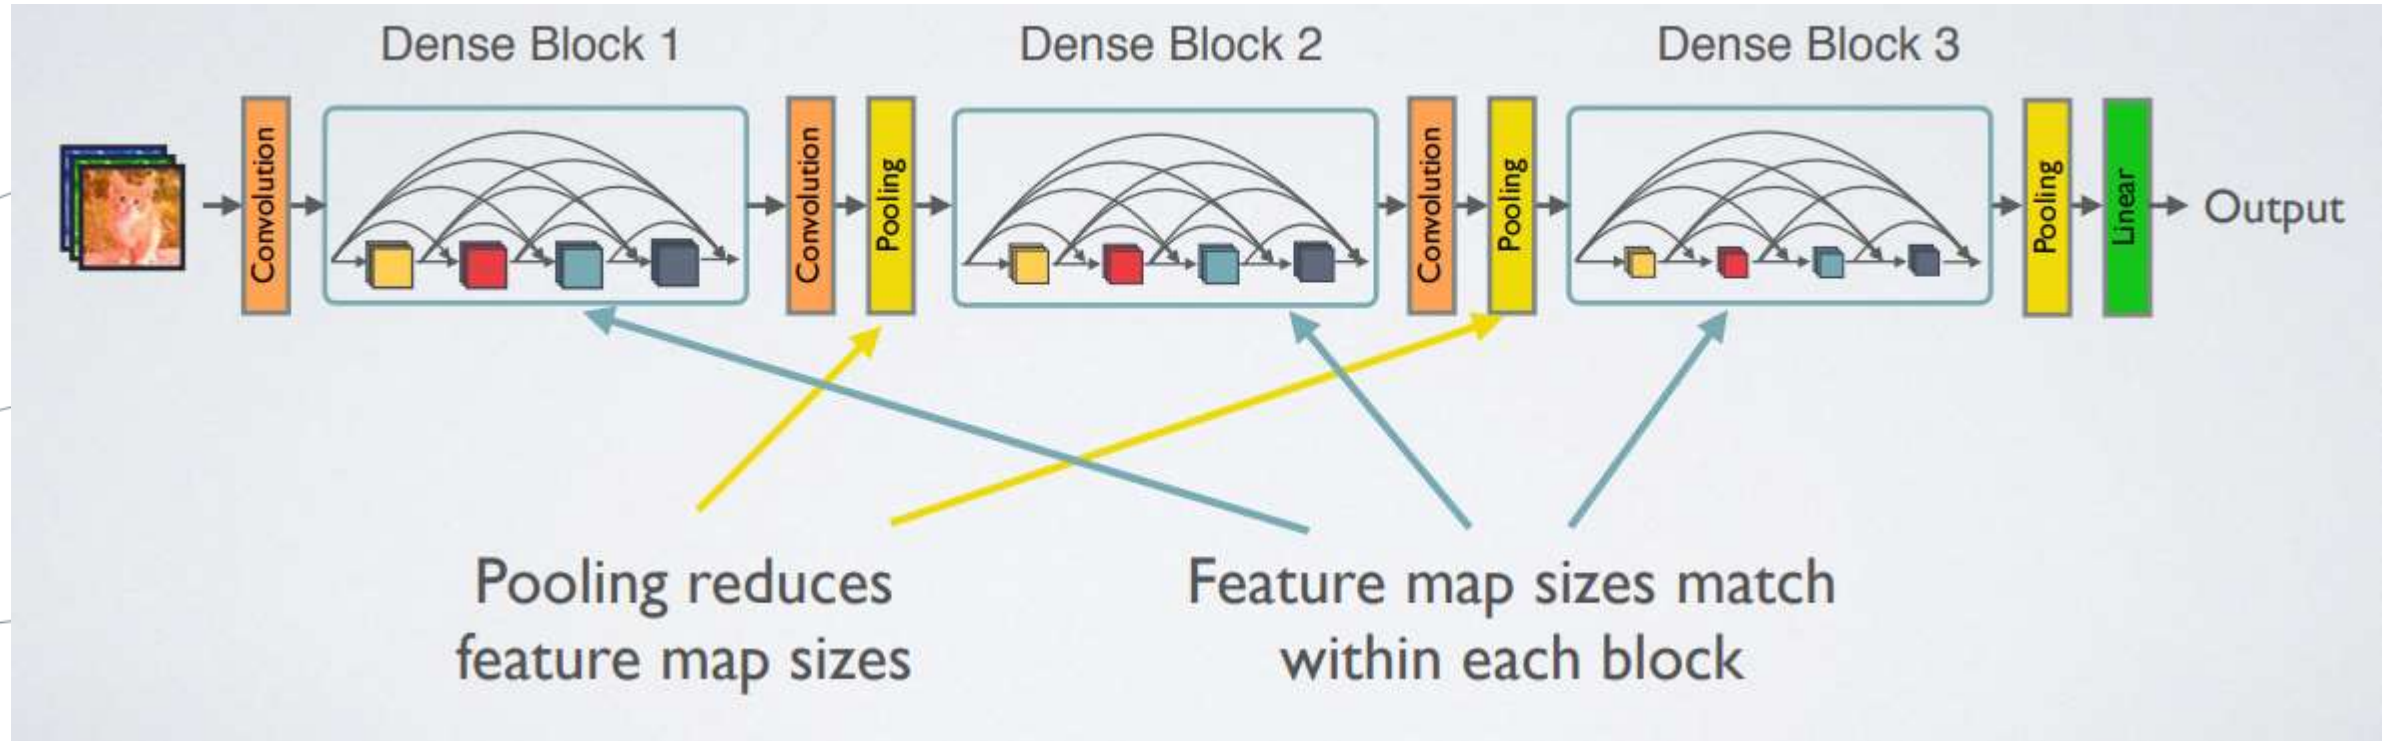 Dense Block 1
Dense Block 2
Dense Block 3
Convolution
Convolution
Pooling
Convolution
Pooling
Pooling
Linear
Output
Pooling reduces
feature map sizes
Feature map sizes match
within each block